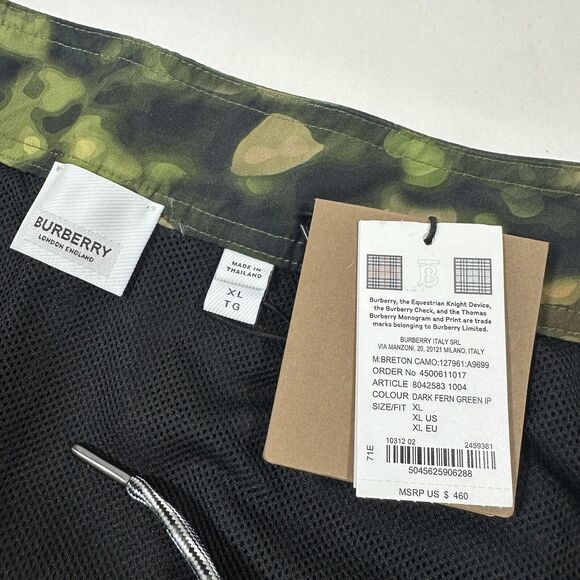 BURBERRY
LONDON ENGLAND
MADE IN
THAILAND
XL
TG
Burberry, the Equestrian Knight Device,
the Burberry Check, and the Thomas
Burberry Monogram and Print are trade
marks belonging to Burberry Limited.
BURBERRY ITALY SRL
VIA MANZONI, 20, 20121 MILANO, ITALY
M:BRETON CAMO:127961:A9699
ORDER No 4500611017
ARTICLE 8042583 1004
COLOUR DARK FERN GREEN IP
SIZE/FIT XL
XL US
XL EU
71E
10312 02 2459361
5045625906288
MSRP US $ 460